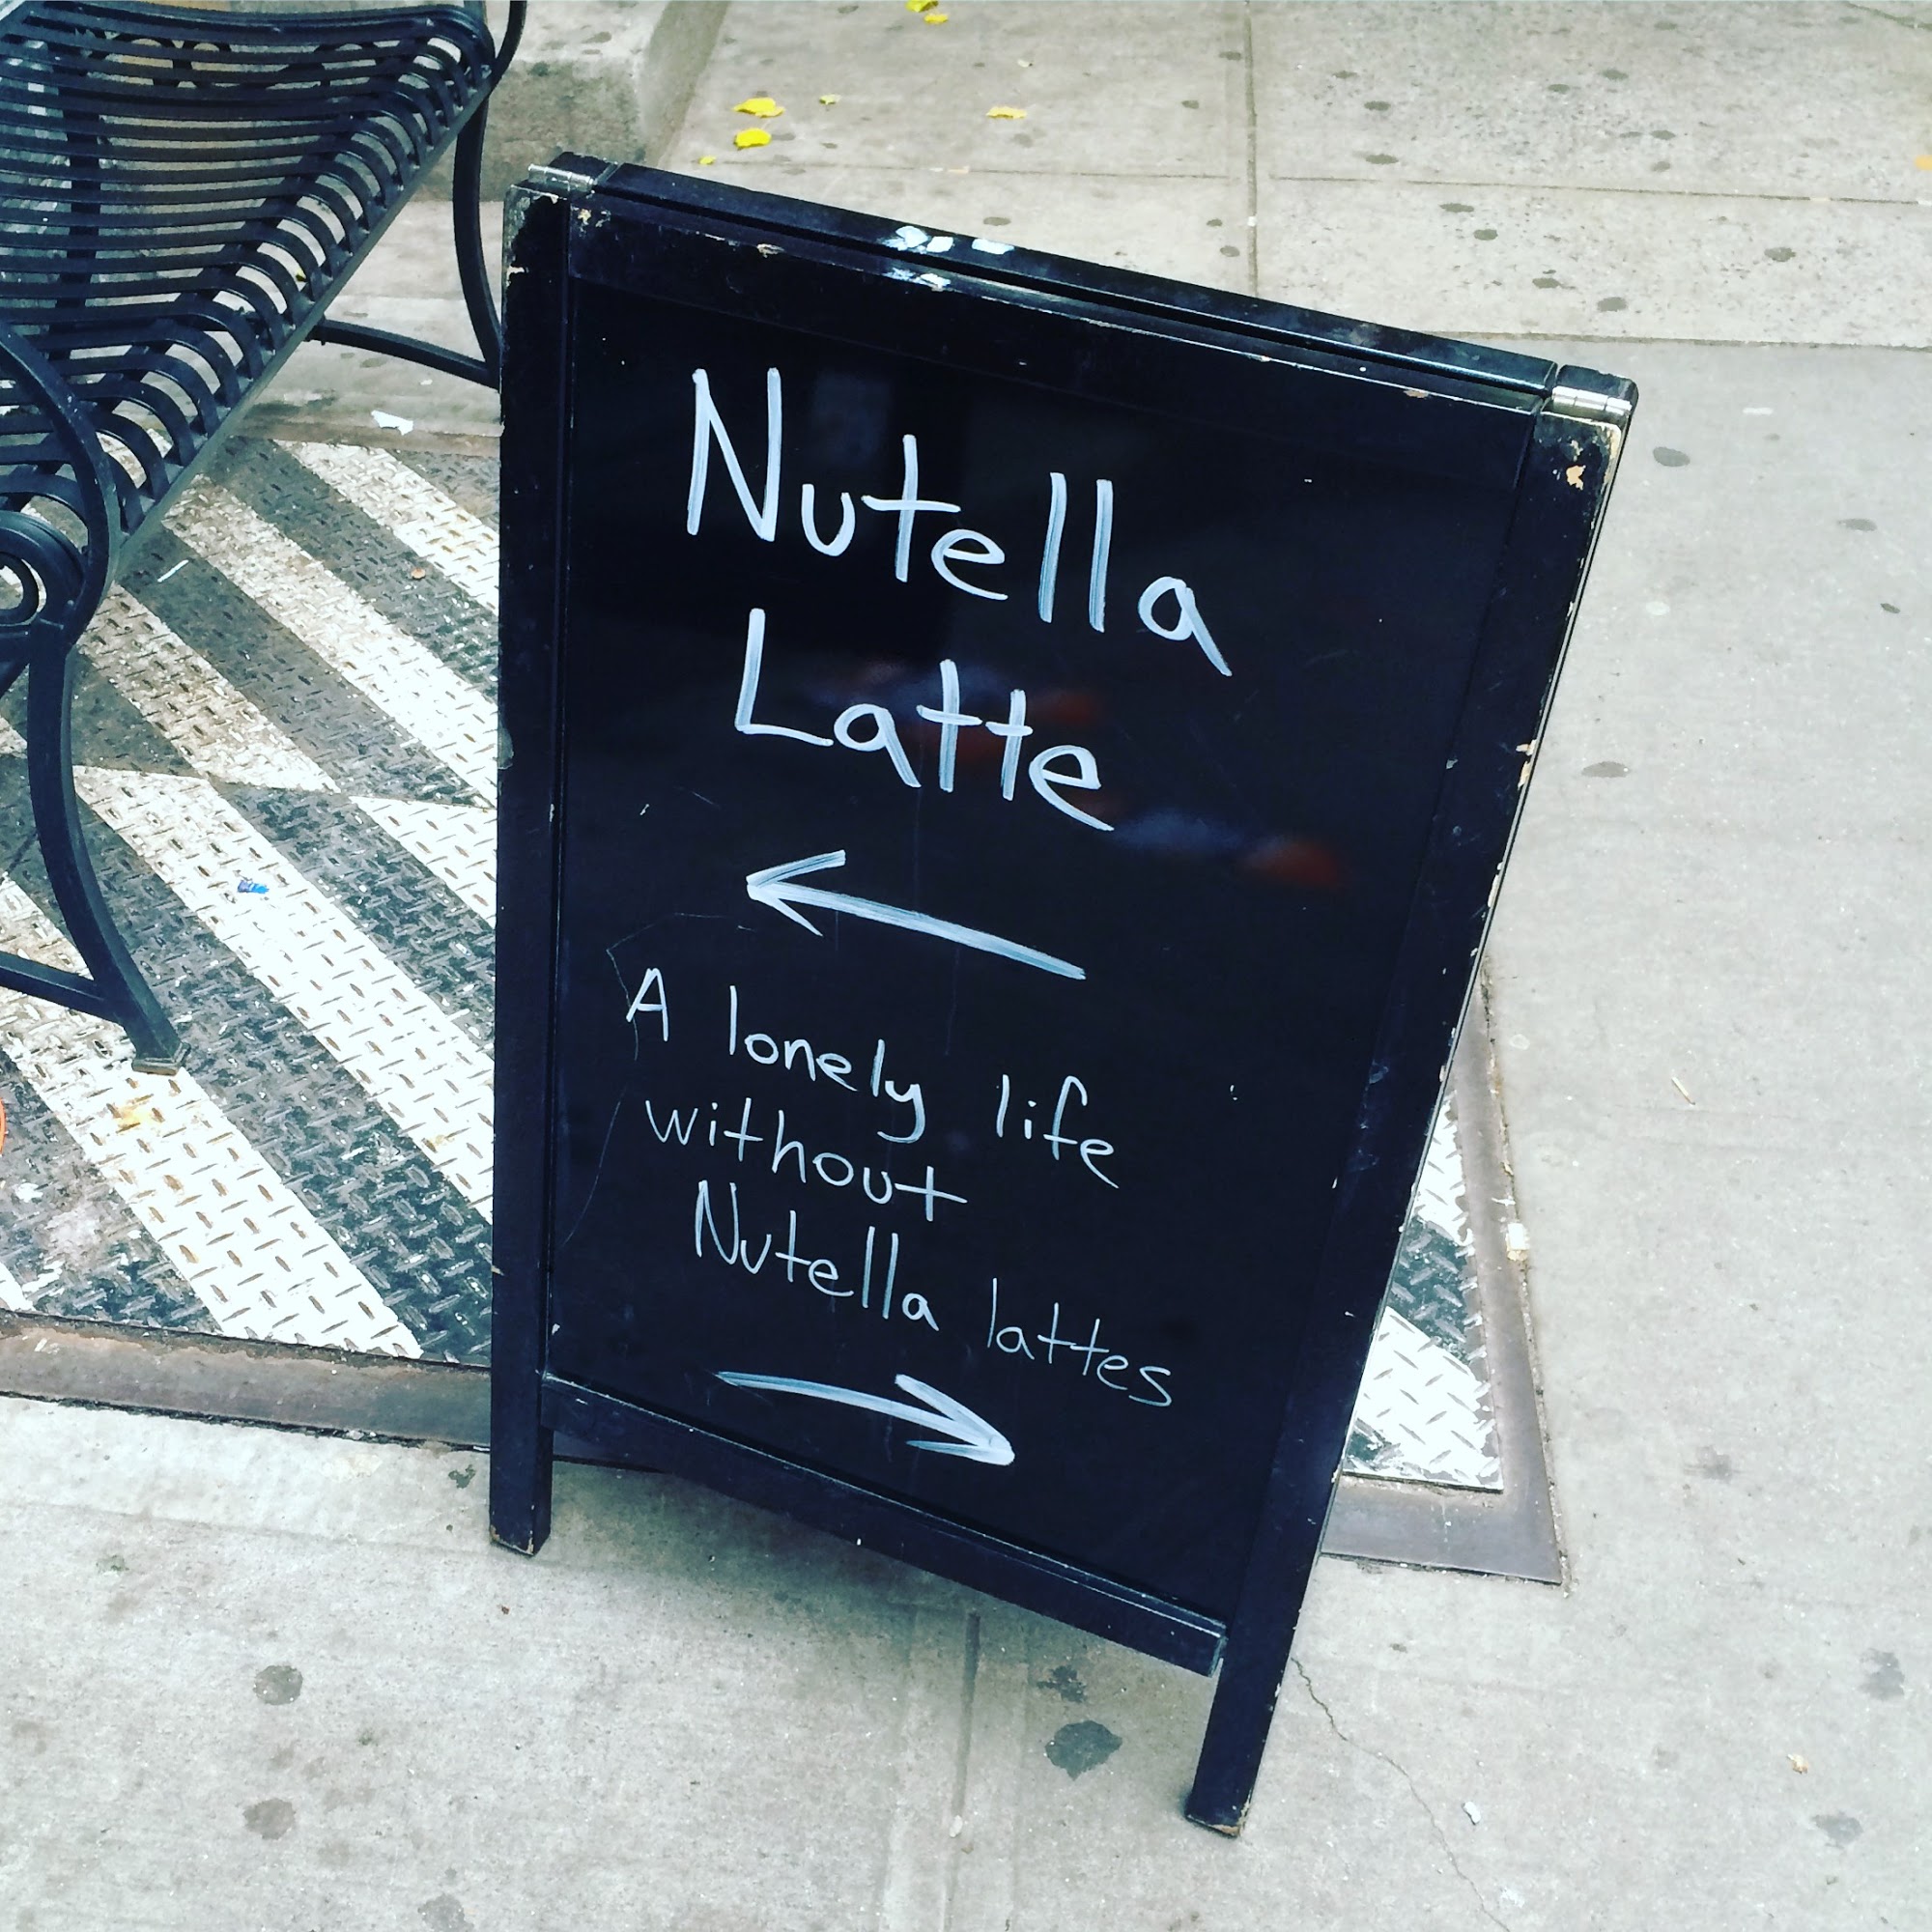 Nutella
Latte
A lonely life
without
Nutella lattes